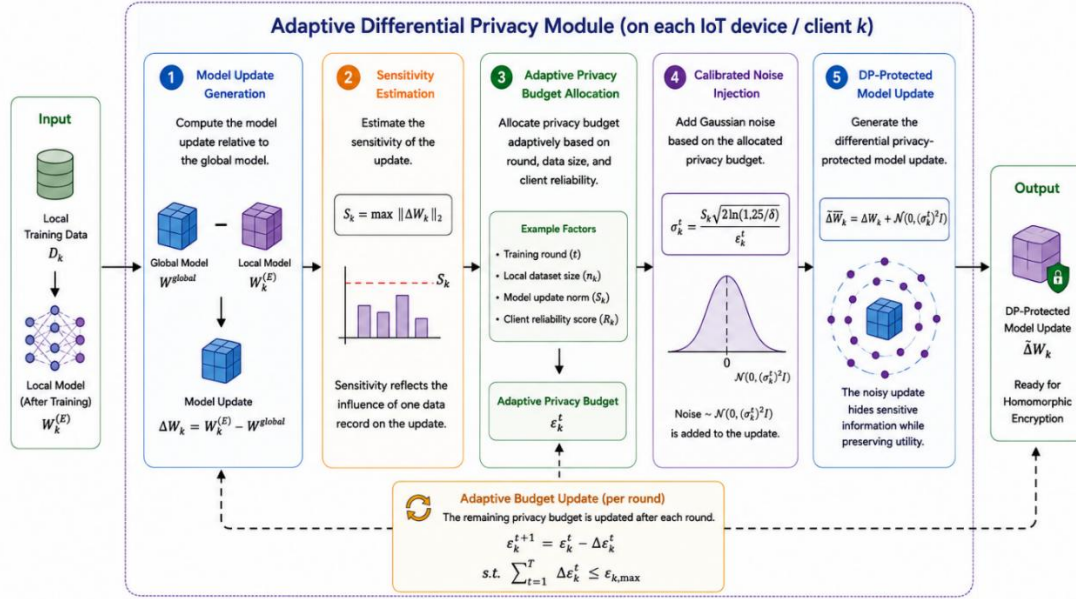 Adaptive Differential Privacy Module (on each IoT device / client k)
Input
Local
Training Data
D_k
Local Model
(After Training)
W_k^{(E)}
1
Model Update
Generation
Compute the model
update relative to
the global model.
−
Global Model
W^{global}
Local Model
W_k^{(E)}
Model Update
ΔW_k = W_k^{(E)} − W^{global}
2
Sensitivity
Estimation
Estimate the
sensitivity of the
update.
S_k = max ‖ΔW_k‖_2
S_k
Sensitivity reflects the
influence of one data
record on the update.
3
Adaptive Privacy
Budget Allocation
Allocate privacy budget
adaptively based on
round, data size, and
client reliability.
Example Factors
• Training round (t)
• Local dataset size (n_k)
• Model update norm (S_k)
• Client reliability score (R_k)
Adaptive Privacy Budget
ε_k^t
4
Calibrated Noise
Injection
Add Gaussian noise
based on the allocated
privacy budget.
σ_k^t = S_k√2ln(1.25/δ) / ε_k^t
0
𝒩(0, (σ_k^t)^2 I)
Noise ~ 𝒩(0, (σ_k^t)^2 I)
is added to the update.
5
DP-Protected
Model Update
Generate the
differential privacy-
protected model update.
\widetilde{ΔW}_k = ΔW_k + 𝒩(0, (σ_k^t)^2 I)
The noisy update
hides sensitive
information while
preserving utility.
Output
DP-Protected
Model Update
Δ̃W_k
Ready for
Homomorphic
Encryption
Adaptive Budget Update (per round)
The remaining privacy budget is updated after each round.
ε_k^{t+1} = ε_k^t − Δε_k^t
s.t. ∑_{t=1}^T Δε_k^t ≤ ε_{k,max}